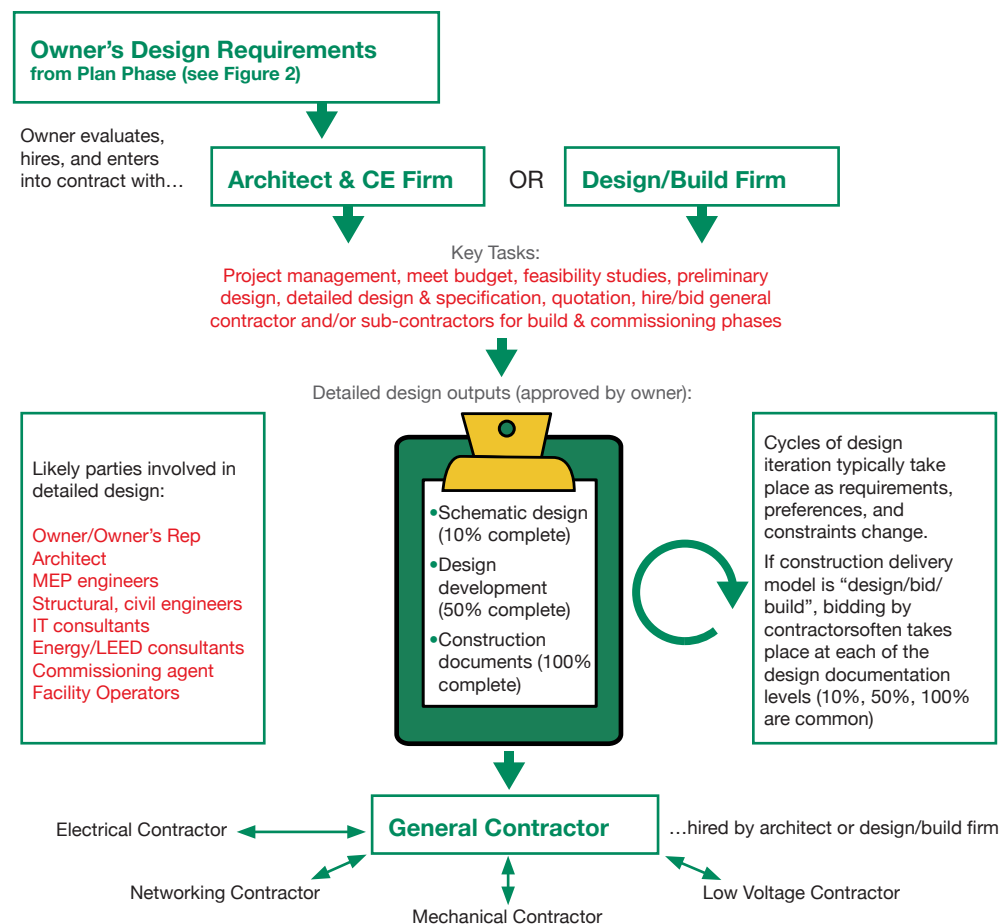 Owner’s Design Requirements
from Plan Phase (see Figure 2)
Owner evaluates,
hires, and enters
into contract with…
Architect & CE Firm
OR
Design/Build Firm
Key Tasks:
Project management, meet budget, feasibility studies, preliminary
design, detailed design & specification, quotation, hire/bid general
contractor and/or sub-contractors for build & commissioning phases
Detailed design outputs (approved by owner):
Likely parties involved in
detailed design:
Owner/Owner’s Rep
Architect
MEP engineers
Structural, civil engineers
IT consultants
Energy/LEED consultants
Commissioning agent
Facility Operators
•Schematic design
(10% complete)
•Design
development
(50% complete)
•Construction
documents (100%
complete)
Cycles of design
iteration typically take
place as requirements,
preferences, and
constraints change.
If construction delivery
model is “design/bid/
build”, bidding by
contractorsoften takes
place at each of the
design documentation
levels (10%, 50%, 100%
are common)
Electrical Contractor
General Contractor
…hired by architect or design/build firm
Networking Contractor
Low Voltage Contractor
Mechanical Contractor